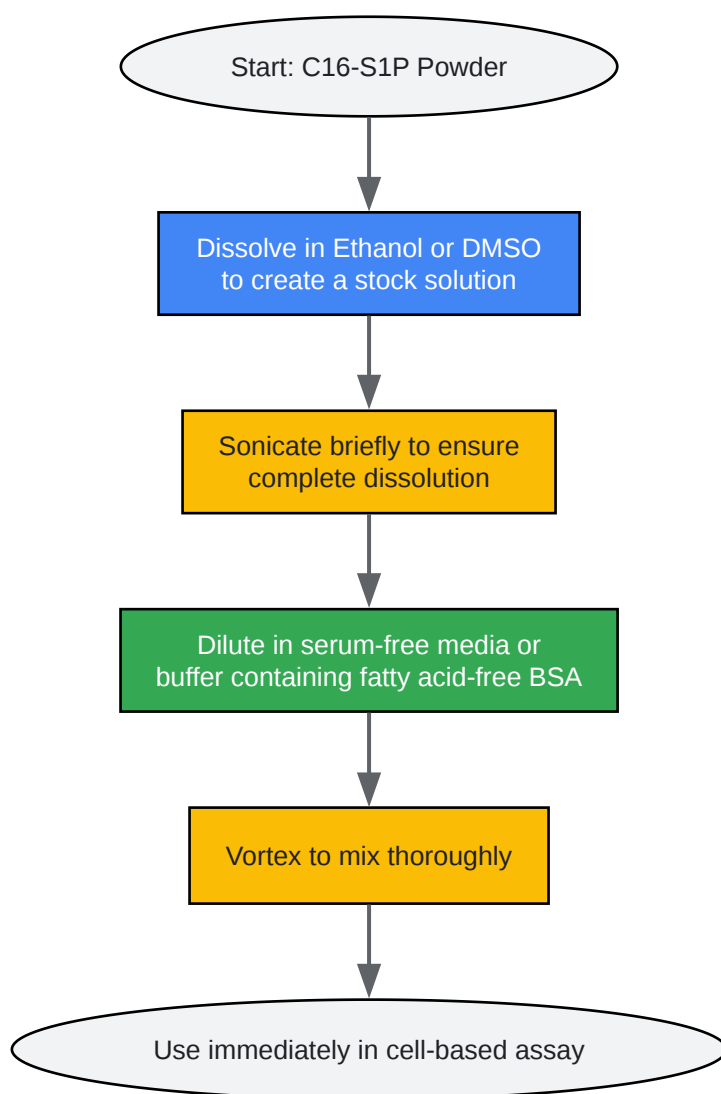 Start: C16-S1P Powder
Dissolve in Ethanol or DMSO
to create a stock solution
Sonicate briefly to ensure
complete dissolution
Dilute in serum-free media or
buffer containing fatty acid-free BSA
Vortex to mix thoroughly
Use immediately in cell-based assay